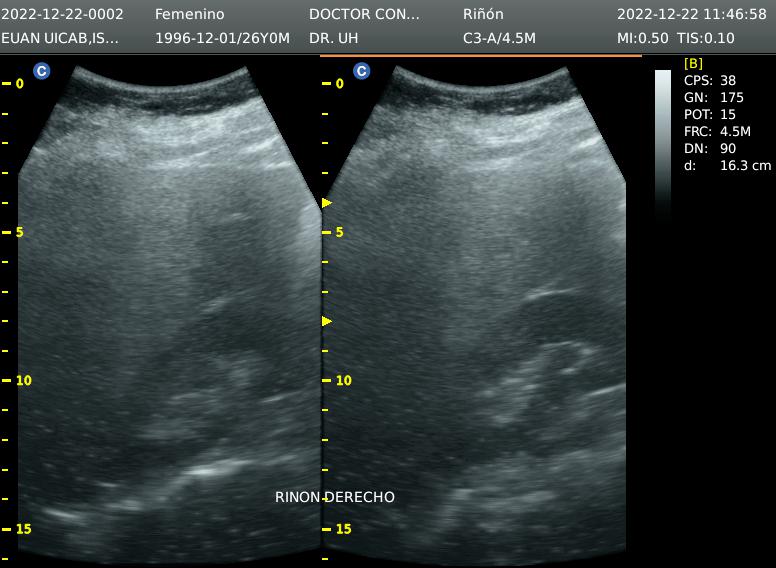 2022-12-22-0002 Femenino DOCTOR CON... Riñón 2022-12-22 11:46:58
EUAN UICAB,IS... 1996-12-01/26Y0M DR. UH C3-A/4.5M MI:0.50 TIS:0.10
C C [B]
0 0 CPS: 38
GN: 175
POT: 15
FRC: 4.5M
DN: 90
d: 16.3 cm
5 5
10 10
RINON DERECHO
15 15